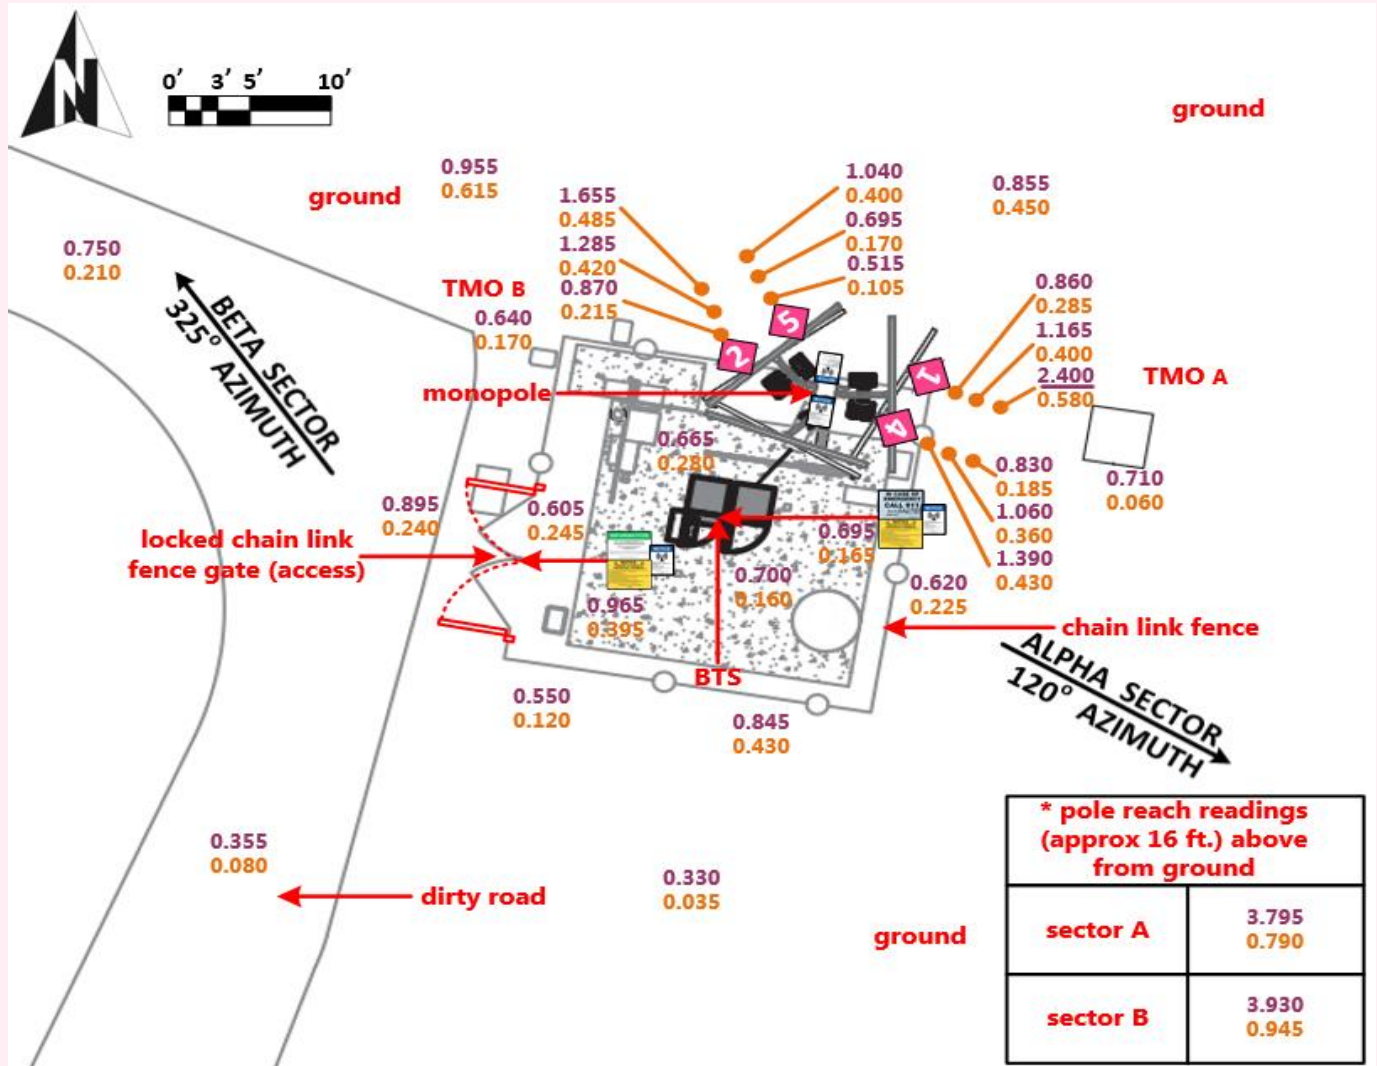 N
0' 3' 5' 10'
ground
0.955
0.615
ground
1.655
0.485
1.285
0.420
0.870
0.215
1.040
0.400
0.695
0.170
0.515
0.105
0.855
0.450
0.750
0.210
BETA SECTOR
325° AZIMUTH
TMO B
0.640
0.170
0.860
0.285
1.165
0.400
2.400
0.580
TMO A
5
2
1
4
monopole
0.665
0.280
0.830
0.185
1.060
0.360
1.390
0.430
0.710
0.060
0.895
0.240
0.605
0.245
IN CASE OF
EMERGENCY
CALL 911
0.695
0.165
locked chain link
fence gate (access)
0.700
0.160
0.620
0.225
0.965
0.395
chain link fence
BTS
ALPHA SECTOR
120° AZIMUTH
0.550
0.120
0.845
0.430
0.355
0.080
dirty road
0.330
0.035
ground
* pole reach readings
(approx 16 ft.) above
from ground
sector A
3.795
0.790
sector B
3.930
0.945